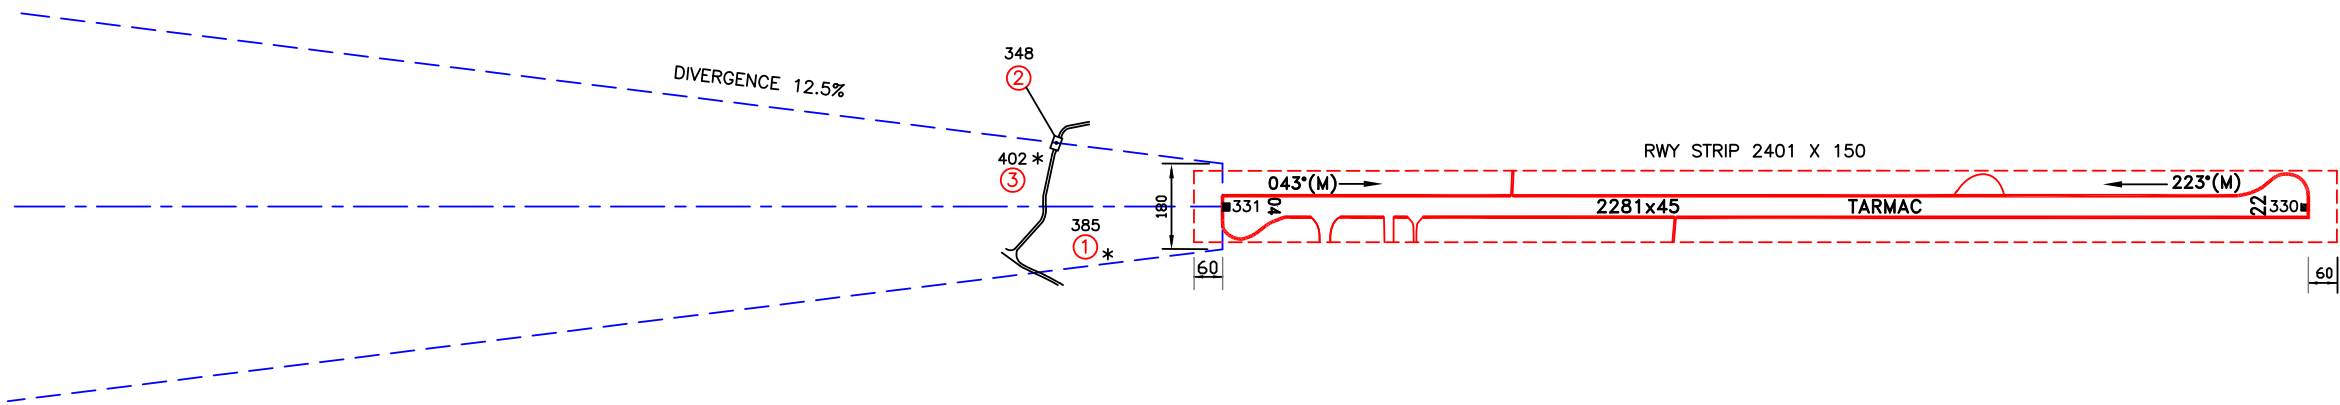 DIVERGENCE 12.5%
348
2
402 *
3
385
1 *
180
60
RWY STRIP 2401 X 150
043°(M)
223°(M)
331
04
2281x45
TARMAC
22
330
60